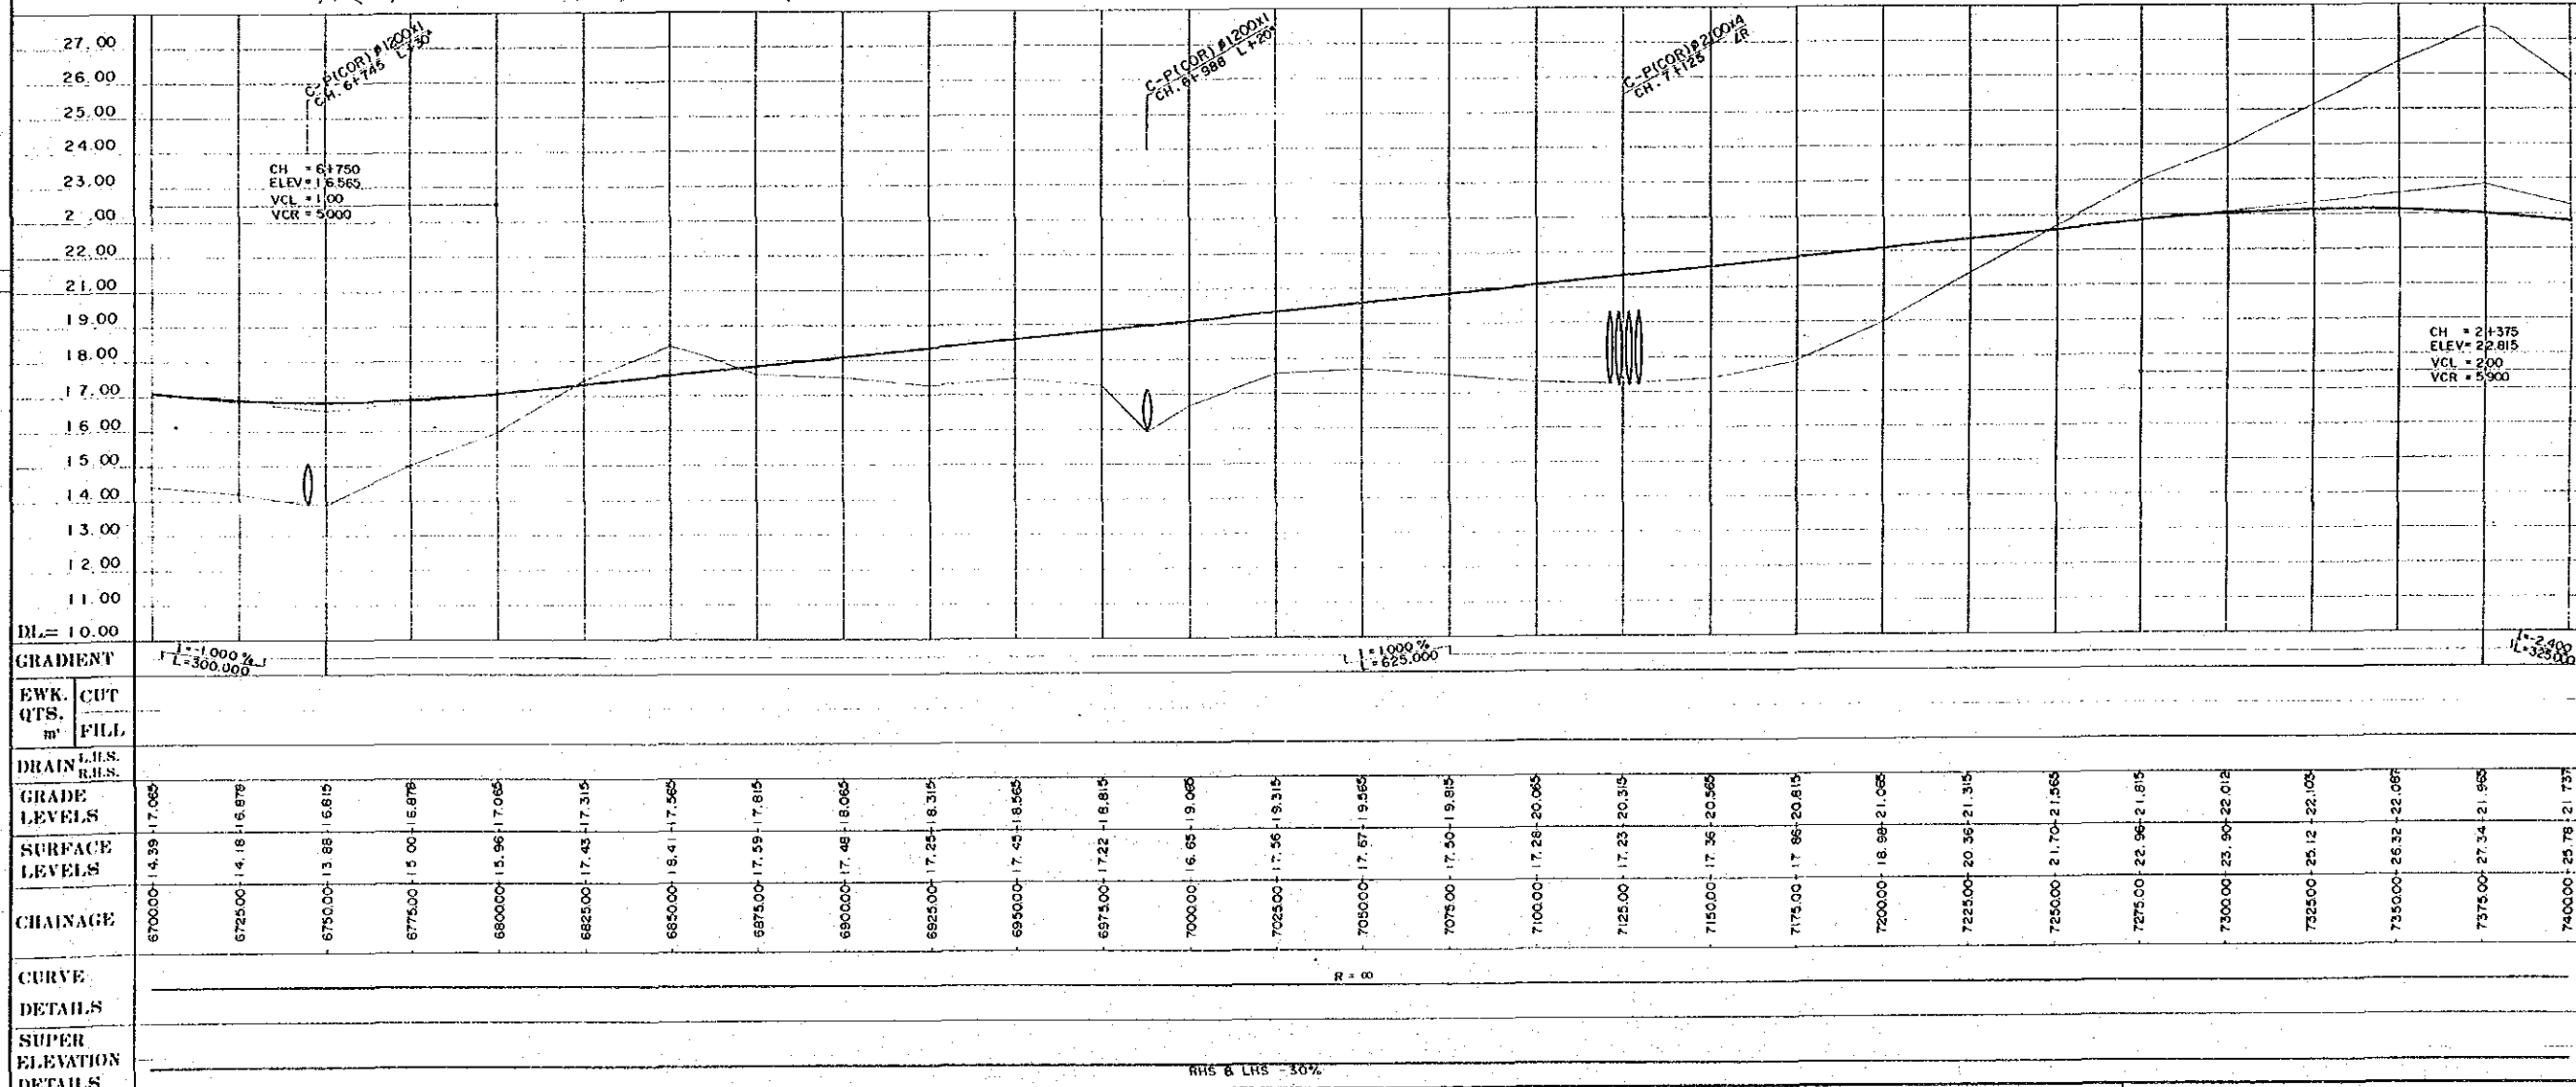 C-P(COR) ø1200x1
CH. 6+745 L+30°
C-P(COR) ø1200x1
CH. 6+988 L+20°
C-P(COR) ø2100x4
CH. 7+125 ∠R
27.00
26.00
25.00
24.00
23.00
2 .00
22.00
21.00
19.00
18.00
17.00
16.00
15.00
14.00
13.00
12.00
11.00
DL= 10.00
CH = 6+750
ELEV= 16.565
VCL = 100
VCR = 5000
CH = 2+375
ELEV= 22.815
VCL = 200
VCR = 5900
GRADIENT
I=-1.000 %
L=300.000
I=1.000 %
L=625.000
I=-2.400
L=325.000
EWK. QTS. m³
CUT
FILL
DRAIN L.H.S. R.H.S.
GRADE LEVELS
17.065 16.878 16.815 16.878 17.065 17.315 17.565 17.815 18.065 18.315 18.565 18.815 19.065 19.315 19.565 19.815 20.065 20.315 20.565 20.815 21.065 21.315 21.565 21.815 22.012 22.103 22.087 21.965 21.737
SURFACE LEVELS
14.39 14.18 13.88 15.00 15.96 17.43 18.41 17.59 17.48 17.25 17.45 17.22 16.65 17.56 17.67 17.50 17.28 17.23 17.36 17.86 18.98 20.36 21.70 22.96 23.90 25.12 26.32 27.34 25.78
CHAINAGE
6700.00 6725.00 6750.00 6775.00 6800.00 6825.00 6850.00 6875.00 6900.00 6925.00 6950.00 6975.00 7000.00 7025.00 7050.00 7075.00 7100.00 7125.00 7150.00 7175.00 7200.00 7225.00 7250.00 7275.00 7300.00 7325.00 7350.00 7375.00 7400.00
CURVE
DETAILS
R = ∞
SUPER
ELEVATION
DETAILS
RHS & LHS -30%